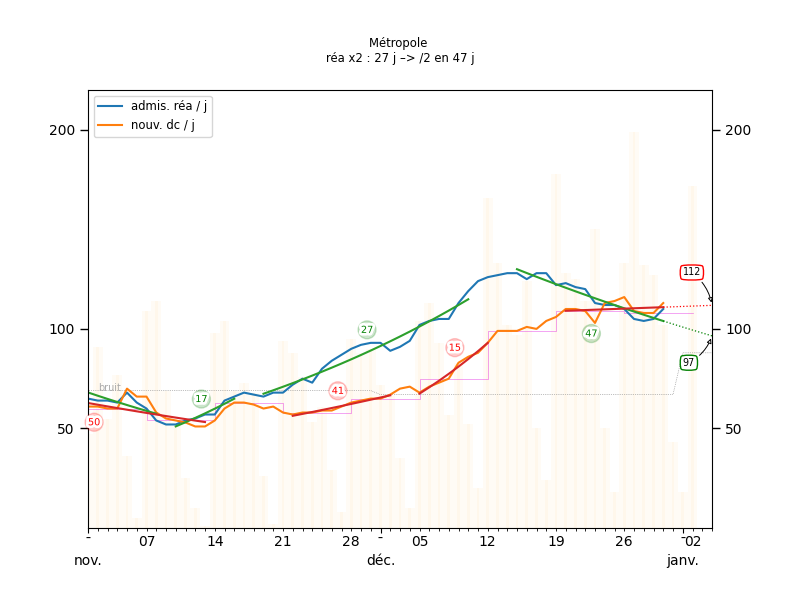 Métropole
réa x2 : 27 j –> /2 en 47 j
admis. réa / j
nouv. dc / j
200
200
112
27
100
100
47
15
97
bruit
41
17
50
50
50
07
14
21
28
05
12
19
26
02
nov.
déc.
janv.